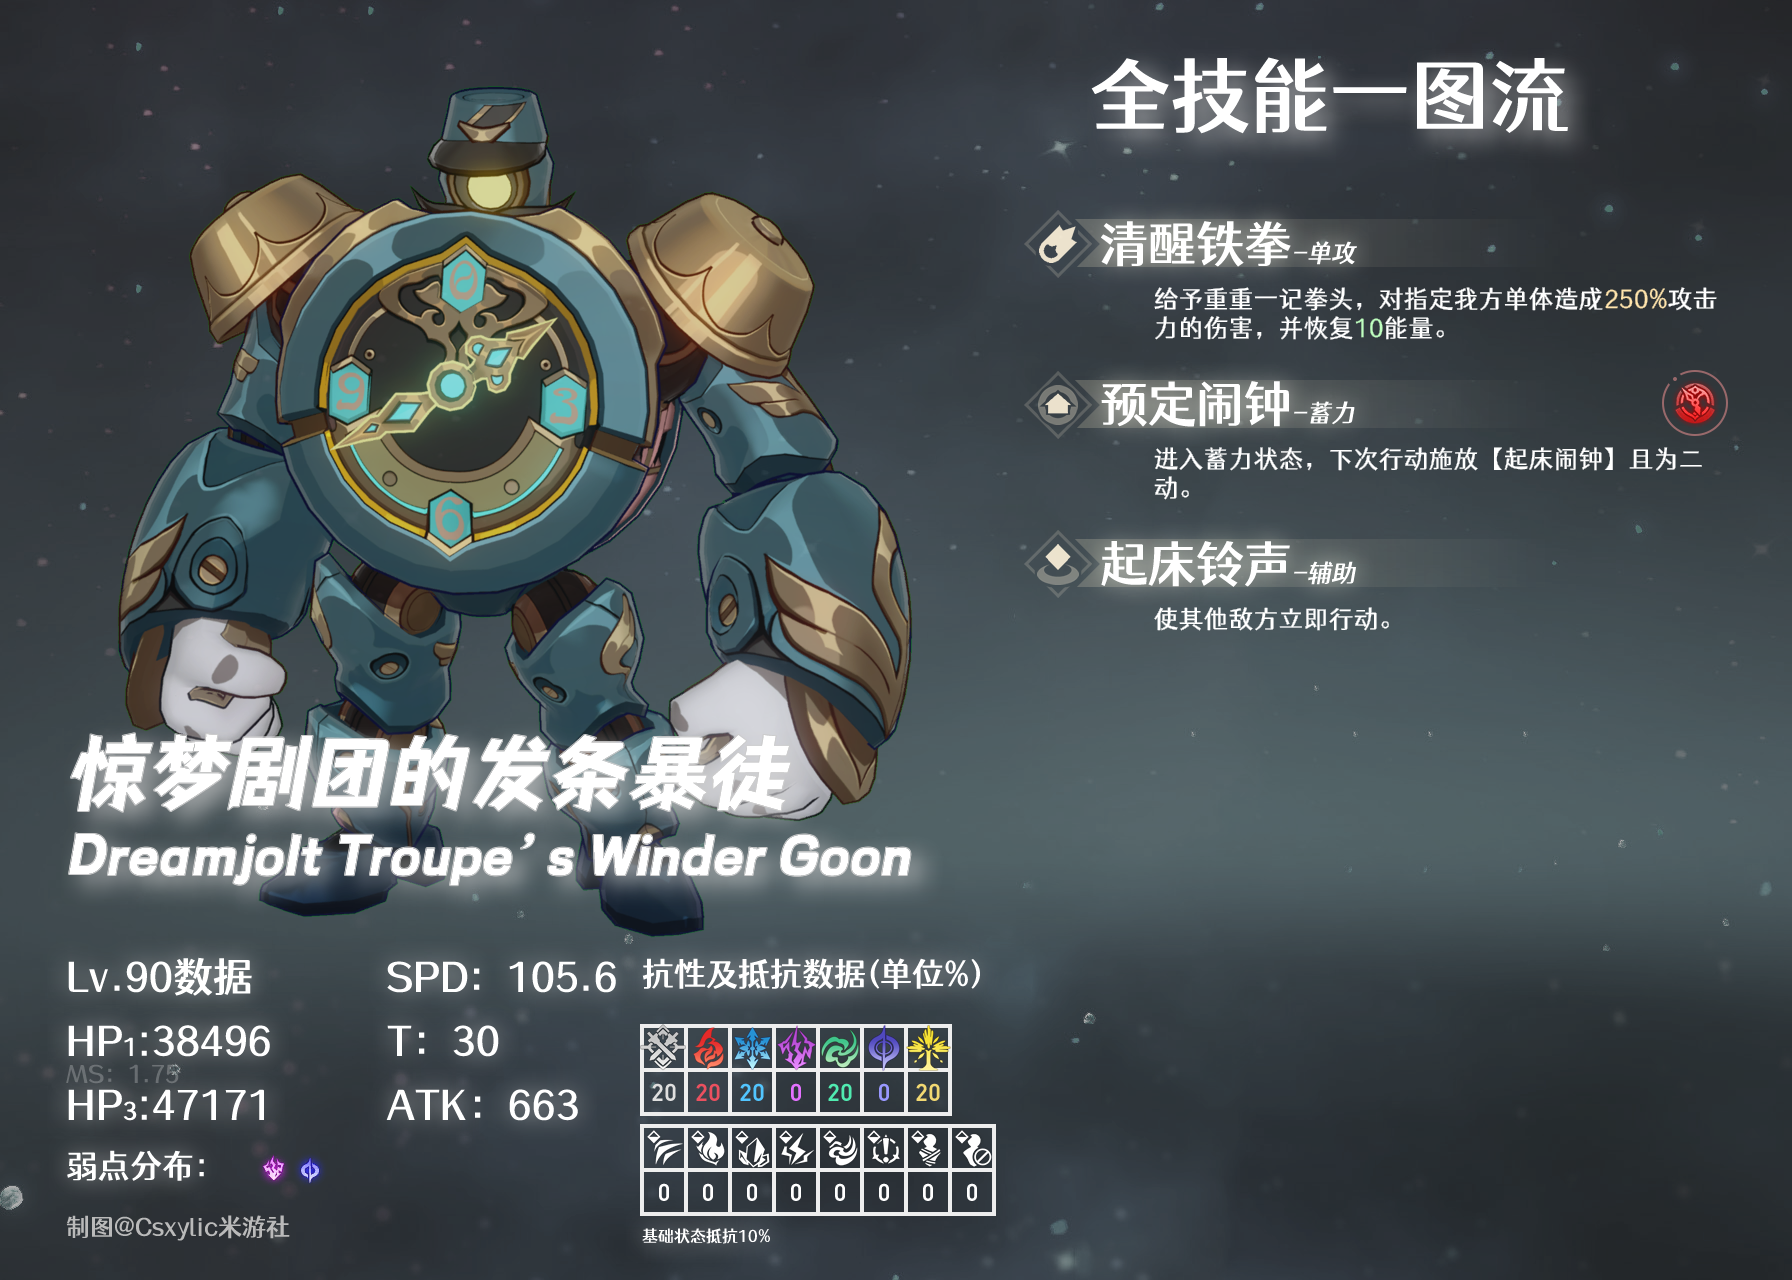 全技能一图流
清醒铁拳-单攻
给予重重一记拳头，对指定我方单体造成250%攻击
力的伤害，并恢复10能量。
预定闹钟-蓄力
进入蓄力状态，下次行动施放【起床闹钟】且为二
动。
起床铃声-辅助
使其他敌方立即行动。
0
9
3
6
惊梦剧团的发条暴徒
Dreamjolt Troupe’s Winder Goon
Lv.90数据
SPD: 105.6
HP1:38496
T: 30
MS: 1.75
HP3:47171
ATK: 663
弱点分布:
制图@Csxylic米游社
抗性及抵抗数据(单位%)
20 20 20 0 20 0 20
0 0 0 0 0 0 0 0
基础状态抵抗10%